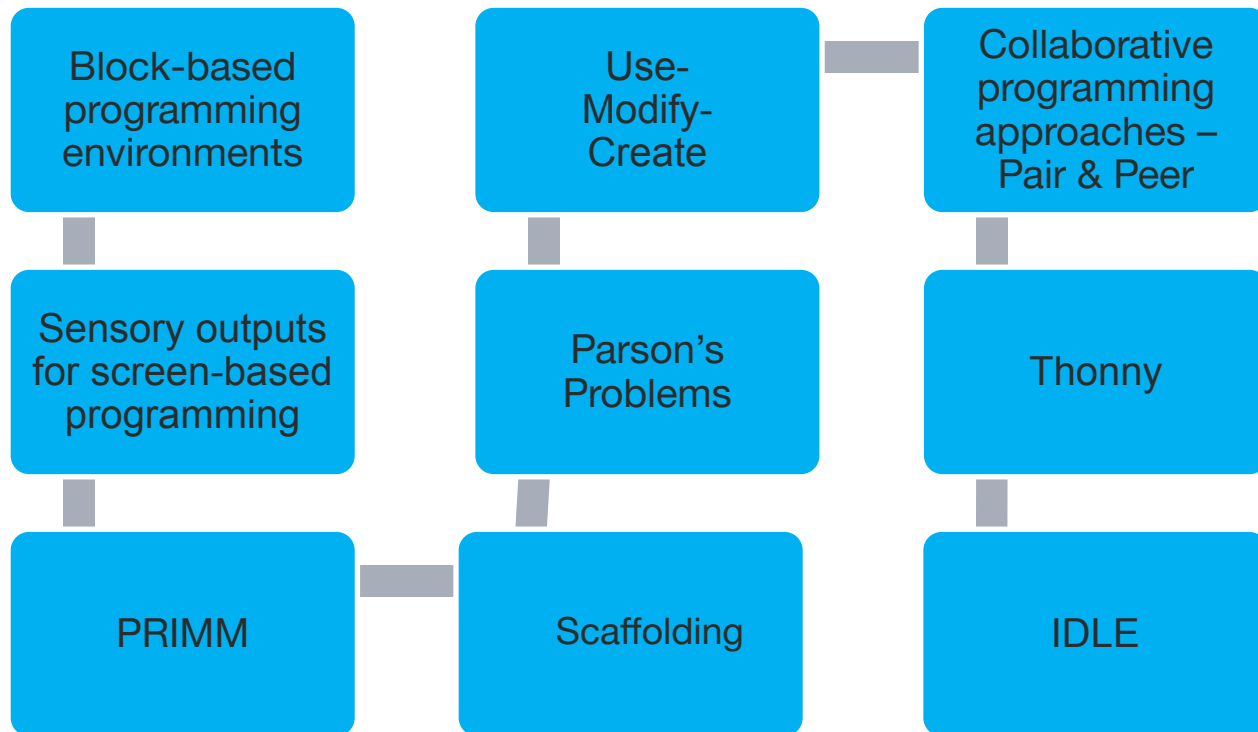 Block-based
programming
environments
Sensory outputs
for screen-based
programming
PRIMM
Scaffolding
Parson’s
Problems
Use-
Modify-
Create
Collaborative
programming
approaches –
Pair & Peer
Thonny
IDLE